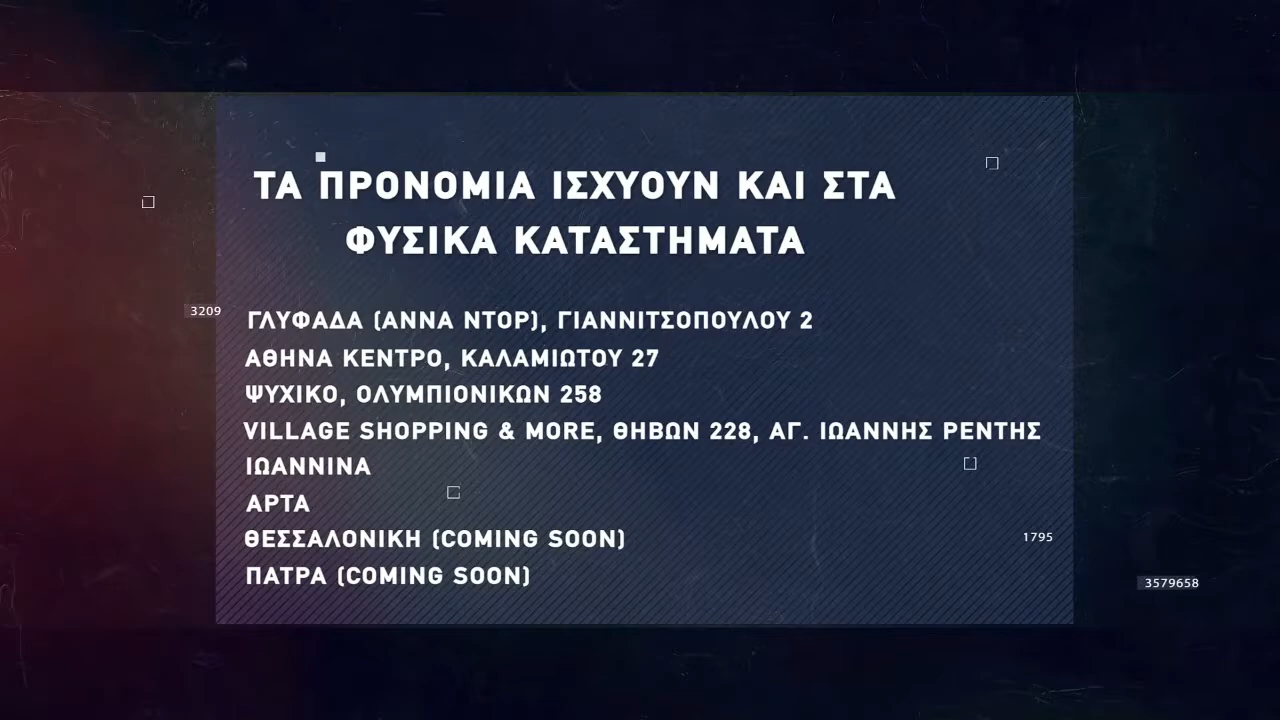 ΤΑ ΠΡΟΝΟΜΙΑ ΙΣΧΥΟΥΝ ΚΑΙ ΣΤΑ
ΦΥΣΙΚΑ ΚΑΤΑΣΤΗΜΑΤΑ
3209
ΓΛΥΦΑΔΑ (ΑΝΝΑ ΝΤΟΡ), ΓΙΑΝΝΙΤΣΟΠΟΥΛΟΥ 2
ΑΘΗΝΑ ΚΕΝΤΡΟ, ΚΑΛΑΜΙΩΤΟΥ 27
ΨΥΧΙΚΟ, ΟΛΥΜΠΙΟΝΙΚΩΝ 258
VILLAGE SHOPPING & MORE, ΘΗΒΩΝ 228, ΑΓ. ΙΩΑΝΝΗΣ ΡΕΝΤΗΣ
ΙΩΑΝΝΙΝΑ
ΑΡΤΑ
ΘΕΣΣΑΛΟΝΙΚΗ (COMING SOON)
1795
ΠΑΤΡΑ (COMING SOON)
3579658